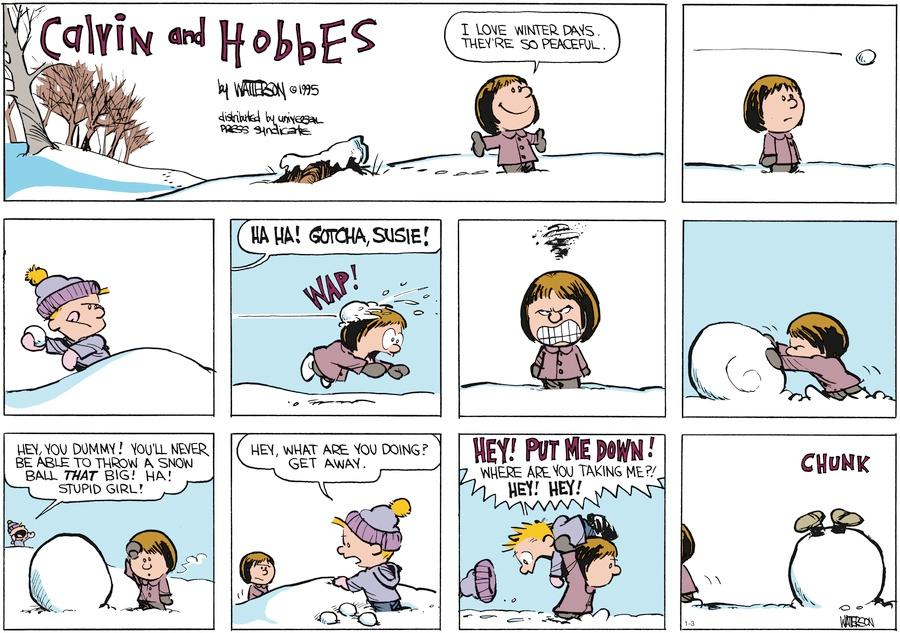 Calvin and HobbEs
by WATTERSON ©1995
distributed by universal
PRESS syndicate
I LOVE WINTER DAYS.
THEY'RE SO PEACEFUL.
HA HA! GOTCHA, SUSIE!
WAP!
HEY, YOU DUMMY! YOU'LL NEVER
BE ABLE TO THROW A SNOW
BALL THAT BIG! HA!
STUPID GIRL!
HEY, WHAT ARE YOU DOING?
GET AWAY.
HEY! PUT ME DOWN!
WHERE ARE YOU TAKING ME?!
HEY! HEY!
CHUNK
1-3
WATTERSON